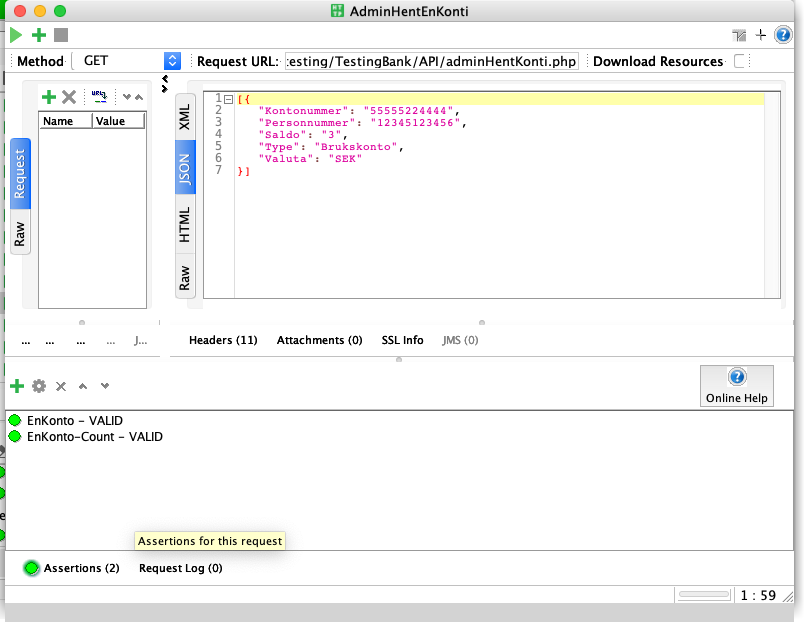 AdminHentEnKonti
Method GET Request URL: :esting/TestingBank/API/adminHentKonti.php Download Resources
URL
Name Value
Request
Raw
XML
JSON
HTML
Raw
1 [{
2 "Kontonummer": "55555224444",
3 "Personnummer": "12345123456",
4 "Saldo": "3",
5 "Type": "Brukskonto",
6 "Valuta": "SEK"
7 }]
... ... ... ... J...
Headers (11) Attachments (0) SSL Info JMS (0)
Online Help
EnKonto - VALID
EnKonto-Count - VALID
Assertions for this request
Assertions (2) Request Log (0)
1 : 59